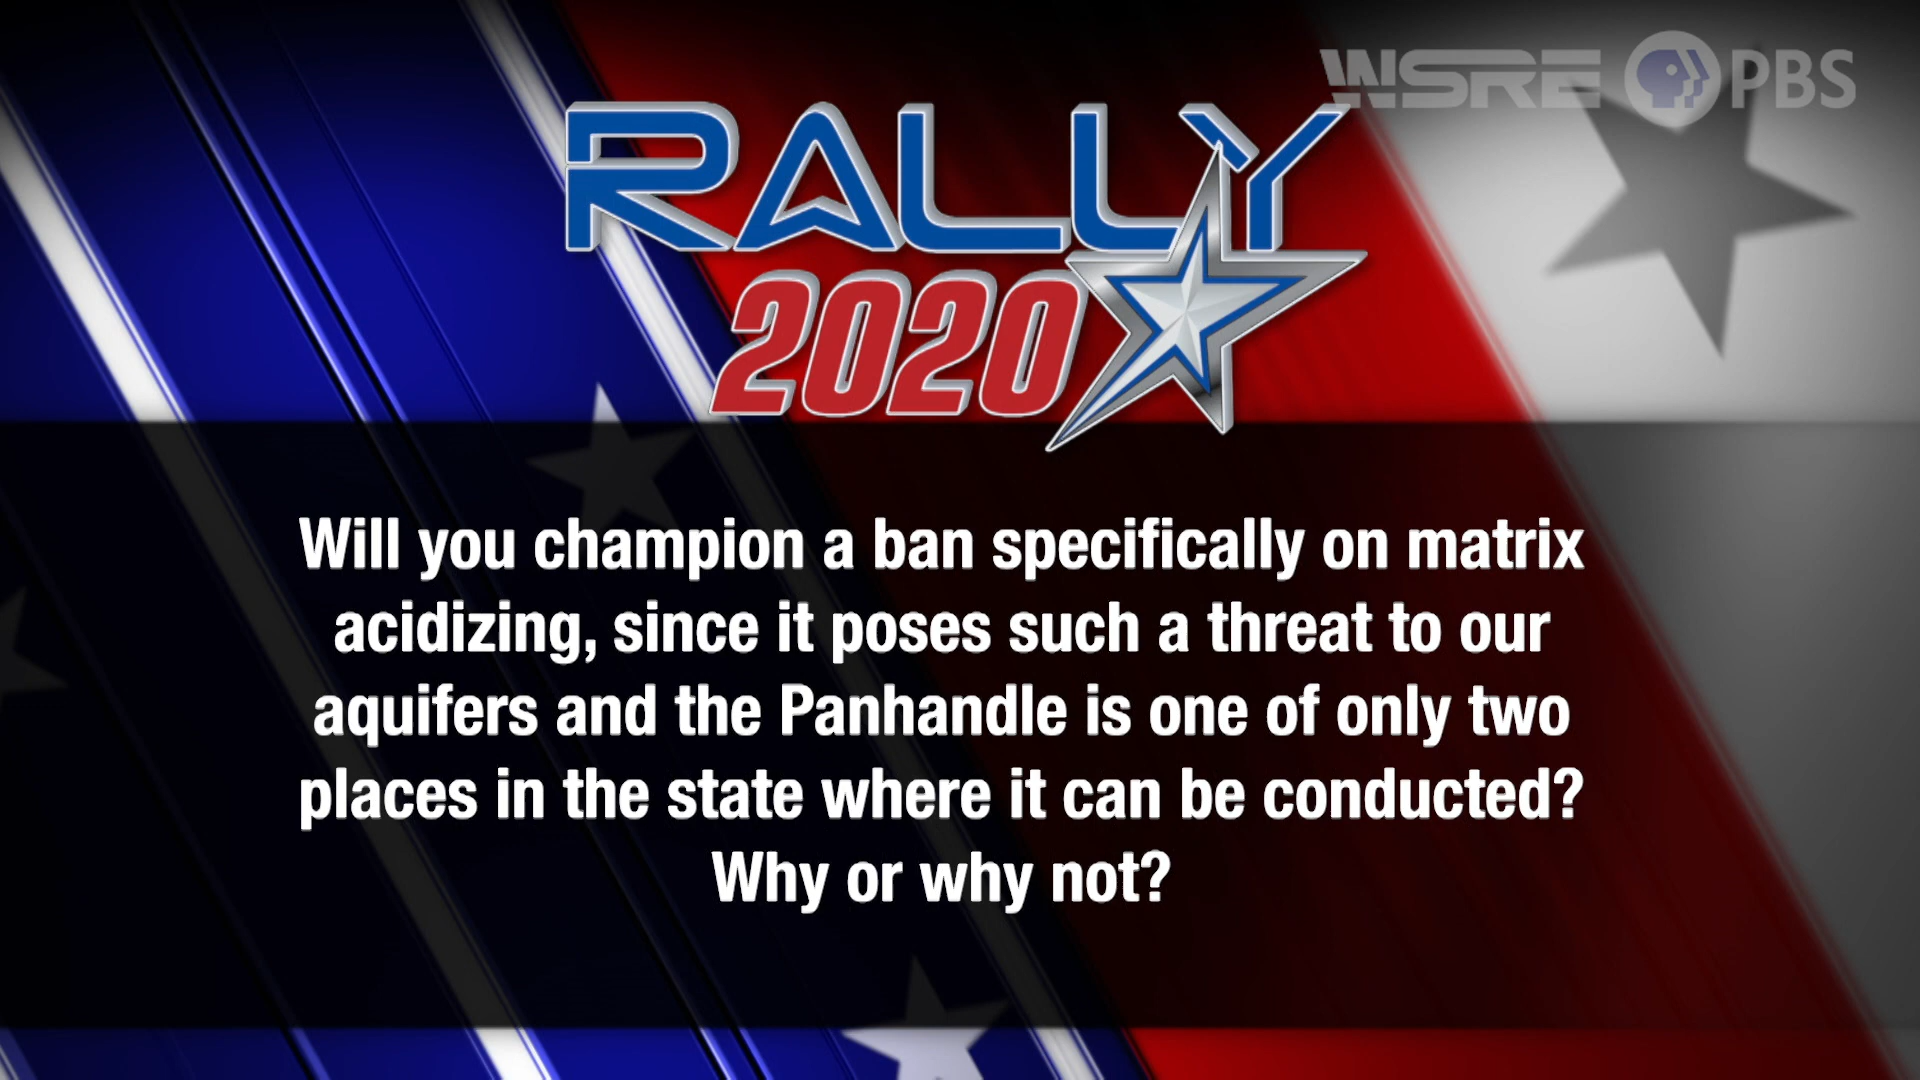 WSRE PBS
RALLY
2020
Will you champion a ban specifically on matrix
acidizing, since it poses such a threat to our
aquifers and the Panhandle is one of only two
places in the state where it can be conducted?
Why or why not?